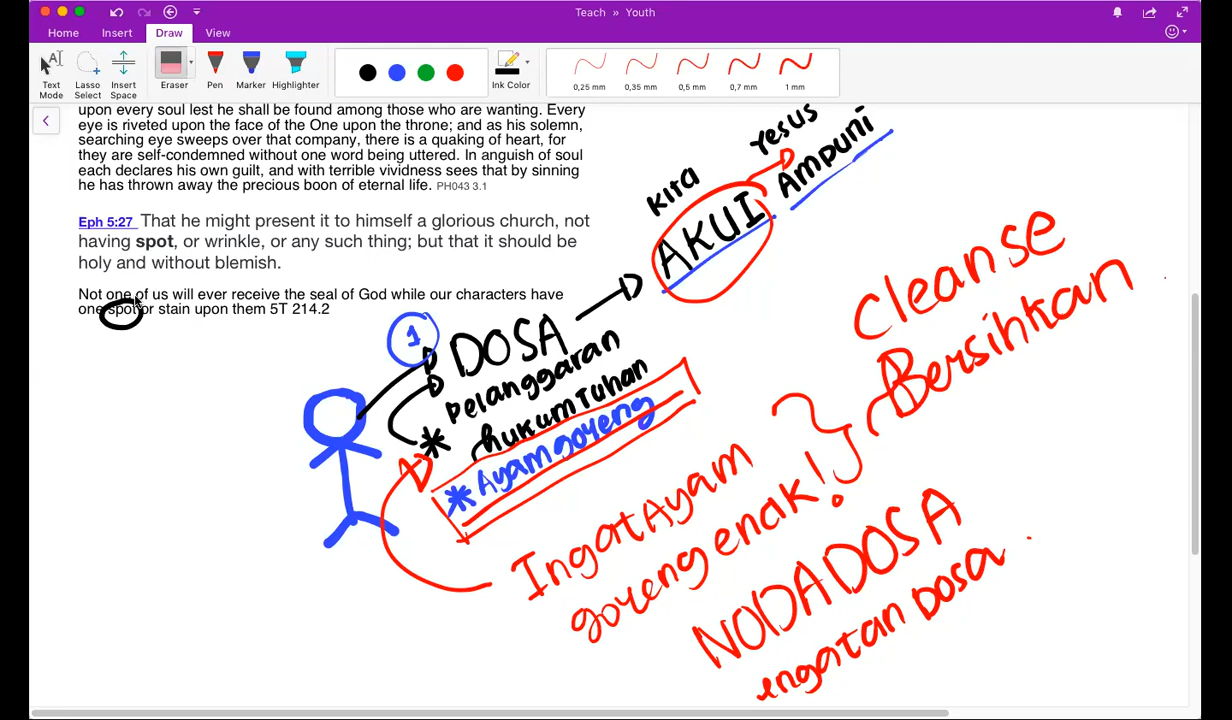 Teach » Youth
Home Insert Draw View
Text Mode
Lasso Select
Insert Space
Eraser
Pen
Marker
Highlighter
Ink Color
0,25 mm
0,35 mm
0,5 mm
0,7 mm
1 mm
upon every soul lest he shall be found among those who are wanting. Every
eye is riveted upon the face of the One upon the throne; and as his solemn,
searching eye sweeps over that company, there is a quaking of heart, for
they are self-condemned without one word being uttered. In anguish of soul
each declares his own guilt, and with terrible vividness sees that by sinning
he has thrown away the precious boon of eternal life. PH043 3.1
Eph 5:27 That he might present it to himself a glorious church, not
having spot, or wrinkle, or any such thing; but that it should be
holy and without blemish.
Not one of us will ever receive the seal of God while our characters have
one spot or stain upon them 5T 214.2
Yesus
Ampuni
Kita
AKUI
1
DOSA
* Pelanggaran
hukum Tuhan
* Ayam goreng
Cleanse
Bersihkan
Ingat Ayam
goreng enak!
NODA DOSA
engatan Dosa